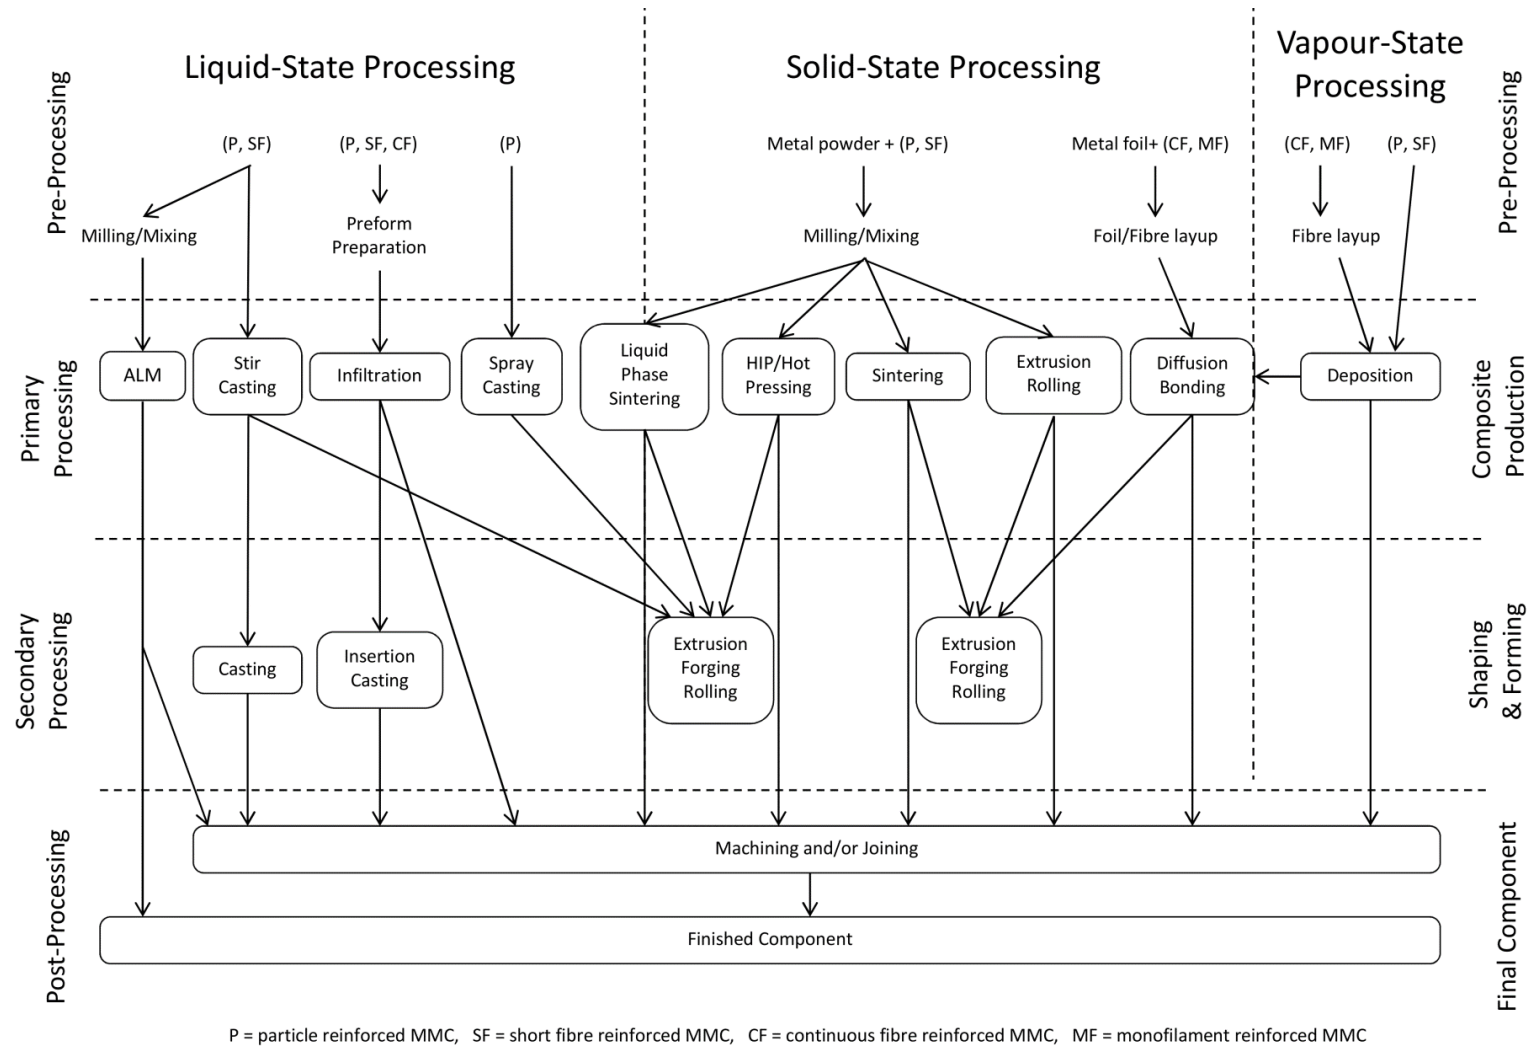 Liquid-State Processing
Solid-State Processing
Vapour-State
Processing
Pre-Processing
Pre-Processing
(P, SF)
(P, SF, CF)
(P)
Metal powder + (P, SF)
Metal foil+ (CF, MF)
(CF, MF)
(P, SF)
Milling/Mixing
Preform
Preparation
Milling/Mixing
Foil/Fibre layup
Fibre layup
Primary
Processing
ALM
Stir
Casting
Infiltration
Spray
Casting
Liquid
Phase
Sintering
HIP/Hot
Pressing
Sintering
Extrusion
Rolling
Diffusion
Bonding
Deposition
Composite
Production
Secondary
Processing
Casting
Insertion
Casting
Extrusion
Forging
Rolling
Extrusion
Forging
Rolling
Shaping
& Forming
Post-Processing
Machining and/or Joining
Finished Component
Final Component
P = particle reinforced MMC, SF = short fibre reinforced MMC, CF = continuous fibre reinforced MMC, MF = monofilament reinforced MMC